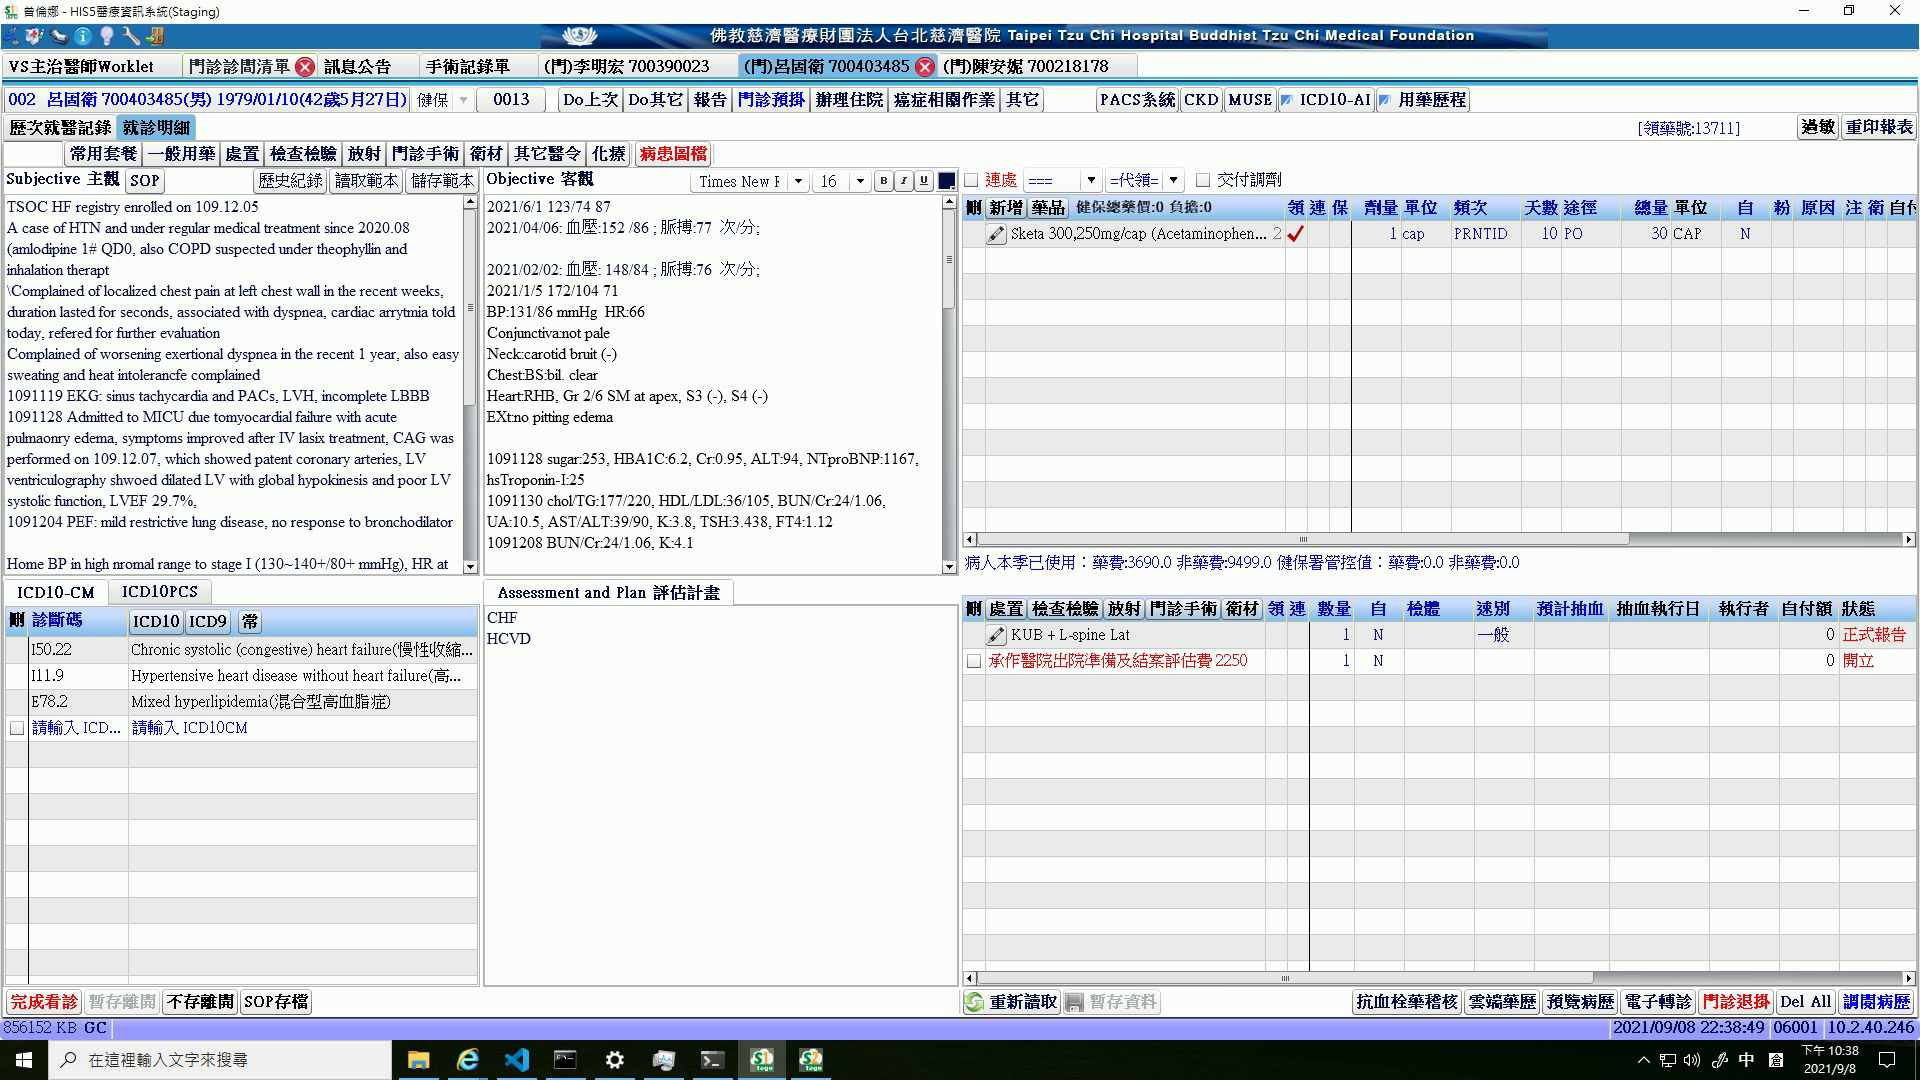 曾倫娜 - HIS5醫療資訊系統(Staging)
佛教慈濟醫療財團法人台北慈濟醫院 Taipei Tzu Chi Hospital Buddhist Tzu Chi Medical Foundation
VS主治醫師Worklet 門診診間清單 訊息公告 手術記錄單 (門)李明宏 700390023 (門)呂固衛 700403485 (門)陳安妮 700218178
002 呂固衛 700403485(男) 1979/01/10(42歲5月27日) 健保 0013 Do上次 Do其它 報告 門診預掛 辦理住院 癌症相關作業 其它 PACS系統 CKD MUSE ICD10-AI 用藥歷程
歷次就醫記錄 就診明細 [領藥號:13711] 過敏 重印報表
常用套餐 一般用藥 處置 檢查檢驗 放射 門診手術 衛材 其它醫令 化療 病患圖檔
Subjective 主觀 SOP 歷史紀錄 讀取範本 儲存範本
TSOC HF registry enrolled on 109.12.05
A case of HTN and under regular medical treatment since 2020.08
(amlodipine 1# QD0, also COPD suspected under theophyllin and
inhalation therapt
\Complained of localized chest pain at left chest wall in the recent weeks,
duration lasted for seconds, associated with dyspnea, cardiac arrytmia told
today, refered for further evaluation
Complained of worsening exertional dyspnea in the recent 1 year, also easy
sweating and heat intolerancfe complained
1091119 EKG: sinus tachycardia and PACs, LVH, incomplete LBBB
1091128 Admitted to MICU due tomyocardial failure with acute
pulmaonry edema, symptoms improved after IV lasix treatment, CAG was
performed on 109.12.07, which showed patent coronary arteries, LV
ventriculography shwoed dilated LV with global hypokinesis and poor LV
systolic function, LVEF 29.7%,
1091204 PEF: mild restrictive lung disease, no response to bronchodilator
Home BP in high nromal range to stage I (130~140+/80+ mmHg), HR at
Objective 客觀 Times New F 16 B I U
2021/6/1 123/74 87
2021/04/06: 血壓:152 /86 ; 脈搏:77 次/分;
2021/02/02: 血壓: 148/84 ; 脈搏:76 次/分;
2021/1/5 172/104 71
BP:131/86 mmHg HR:66
Conjunctiva:not pale
Neck:carotid bruit (-)
Chest:BS:bil. clear
Heart:RHB, Gr 2/6 SM at apex, S3 (-), S4 (-)
EXt:no pitting edema
1091128 sugar:253, HBA1C:6.2, Cr:0.95, ALT:94, NTproBNP:1167,
hsTroponin-I:25
1091130 chol/TG:177/220, HDL/LDL:36/105, BUN/Cr:24/1.06,
UA:10.5, AST/ALT:39/90, K:3.8, TSH:3.438, FT4:1.12
1091208 BUN/Cr:24/1.06, K:4.1
連處 === =代領= 交付調劑
刪 新增 藥品 健保總藥價:0 負擔:0 領 連 保 劑量 單位 頻次 天數 途徑 總量 單位 自 粉 原因 注 衛 自付
Sketa 300,250mg/cap (Acetaminophen... 2 1 cap PRNTID 10 PO 30 CAP N
病人本季已使用：藥費:3690.0 非藥費:9499.0 健保署管控值：藥費:0.0 非藥費:0.0
ICD10-CM ICD10PCS
刪 診斷碼 ICD10 ICD9 常
I50.22 Chronic systolic (congestive) heart failure(慢性收縮...
I11.9 Hypertensive heart disease without heart failure(高...
E78.2 Mixed hyperlipidemia(混合型高血脂症)
請輸入 ICD... 請輸入 ICD10CM
Assessment and Plan 評估計畫
CHF
HCVD
刪 處置 檢查檢驗 放射 門診手術 衛材 領 連 數量 自 檢體 速別 預計抽血 抽血執行日 執行者 自付額 狀態
KUB + L-spine Lat 1 N 一般 0 正式報告
承作醫院出院準備及結案評估費 2250 1 N 0 開立
完成看診 暫存離開 不存離開 SOP存檔 重新讀取 暫存資料 抗血栓藥稽核 雲端藥歷 預覽病歷 電子轉診 門診退掛 Del All 調閱病歷
856152 KB GC 2021/09/08 22:38:49 06001 10.2.40.246
在這裡輸入文字來搜尋 中 下午 10:38
2021/9/8